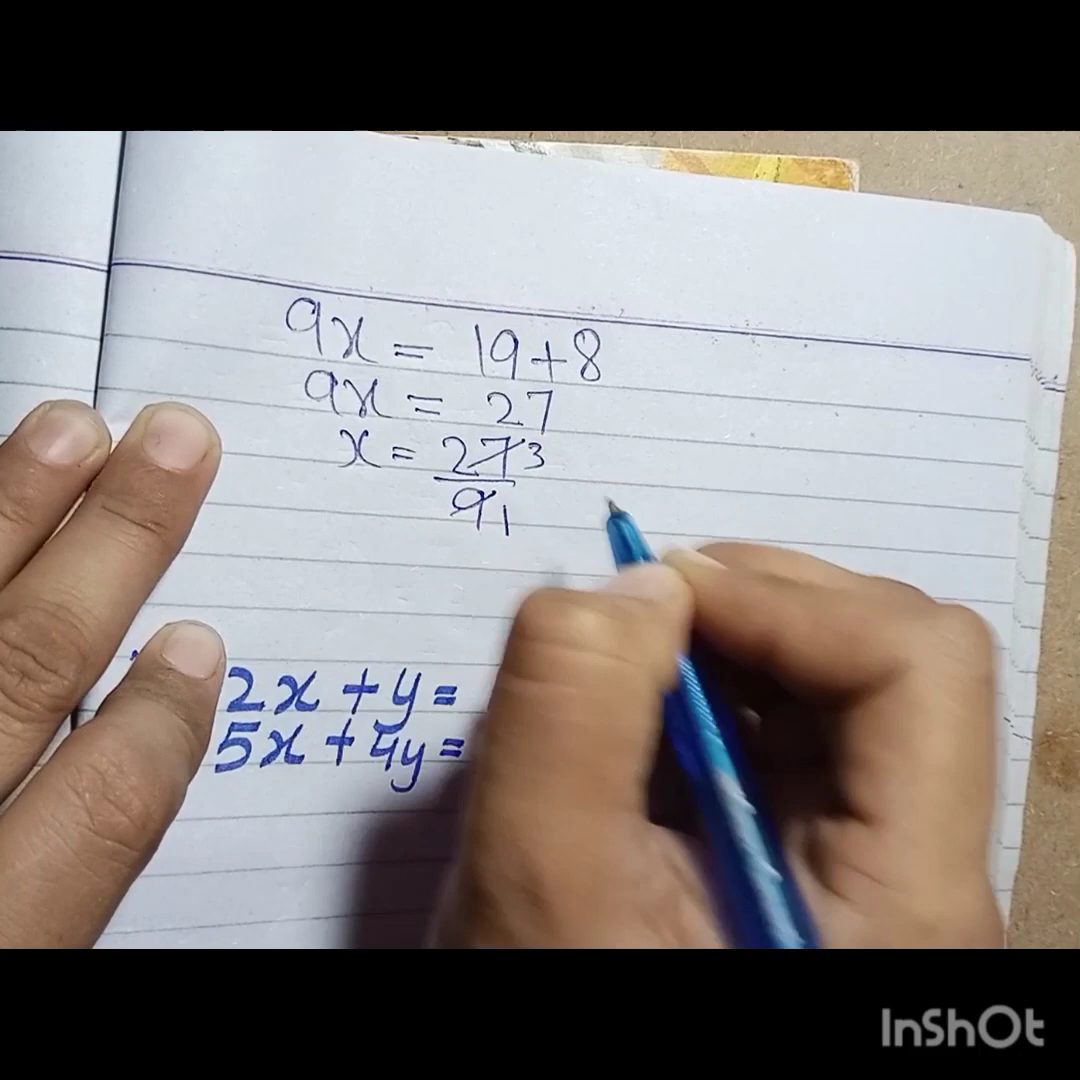 9x = 19+8
9x = 27
x = 27 3
9 1
2x + y =
5x + 4y =
InShOt